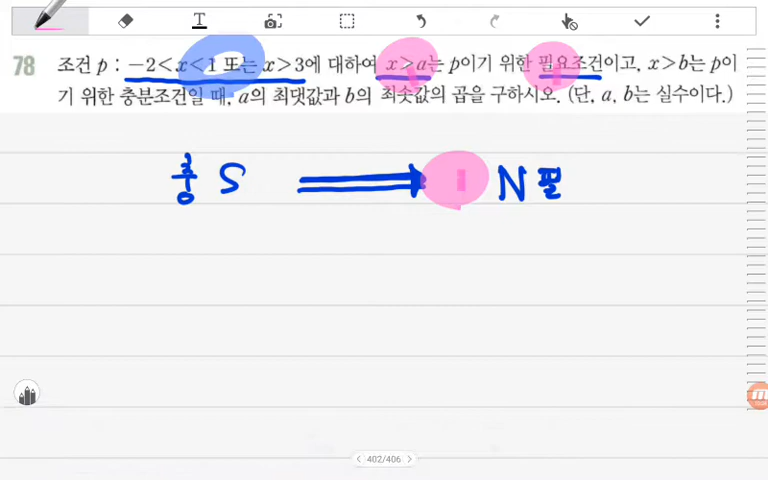 T
78 조건 p : −2<x<1 또는 x>3에 대하여 x>a는 p이기 위한 필요조건이고, x>b는 p이
기 위한 충분조건일 때, a의 최댓값과 b의 최솟값의 곱을 구하시오. (단, a, b는 실수이다.)
충 S ⟹ N 필
402/406